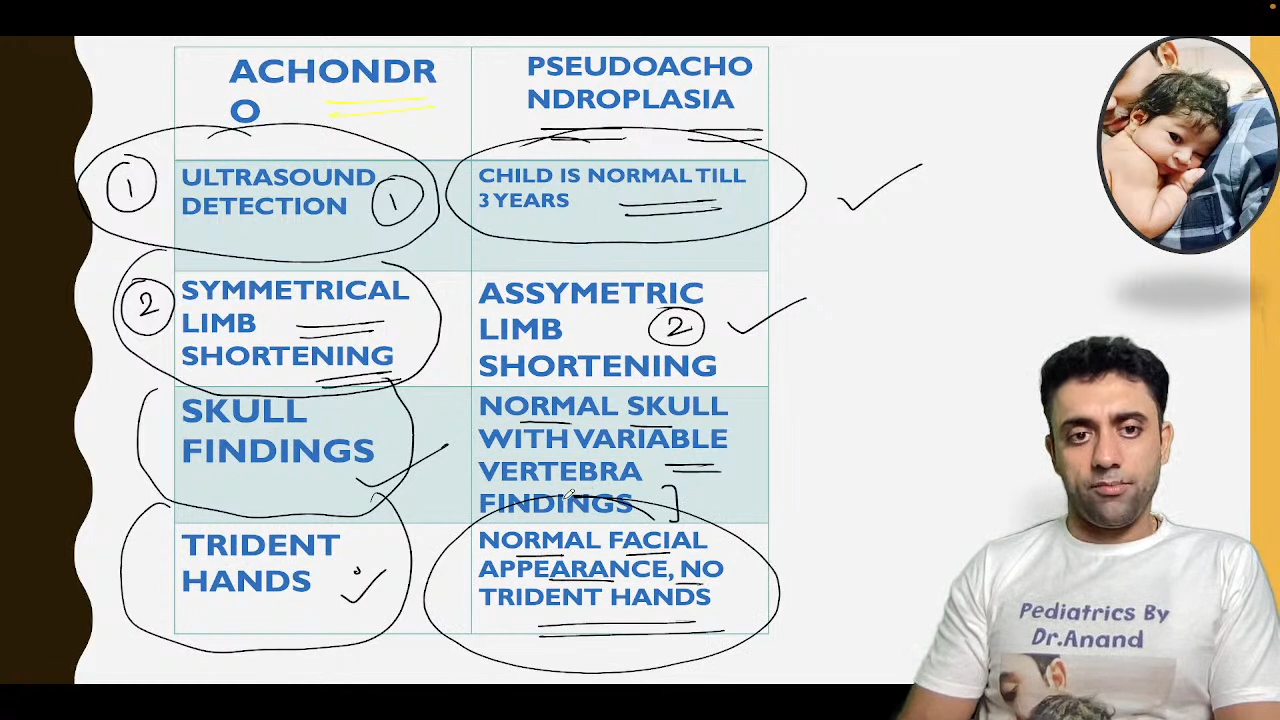 ACHONDR
O
PSEUDOACHO
NDROPLASIA
1
ULTRASOUND
DETECTION
1
CHILD IS NORMAL TILL
3 YEARS
2
SYMMETRICAL
LIMB
SHORTENING
ASSYMETRIC
LIMB
2
SHORTENING
SKULL
FINDINGS
NORMAL SKULL
WITH VARIABLE
VERTEBRA
FINDINGS
TRIDENT
HANDS
NORMAL FACIAL
APPEARANCE, NO
TRIDENT HANDS
Pediatrics By
Dr.Anand